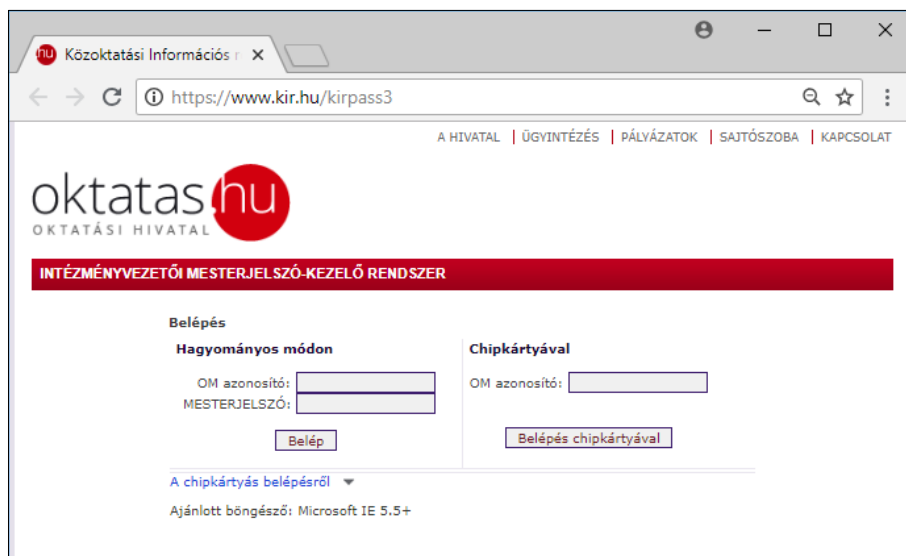 Közoktatási Információs r
https://www.kir.hu/kirpass3
A HIVATAL | ÜGYINTÉZÉS | PÁLYÁZATOK | SAJTÓSZOBA | KAPCSOLAT
oktatas.hu
OKTATÁSI HIVATAL
INTÉZMÉNYVEZETŐI MESTERJELSZÓ-KEZELŐ RENDSZER
Belépés
Hagyományos módon
OM azonosító:
MESTERJELSZÓ:
Belép
Chipkártyával
OM azonosító:
Belépés chipkártyával
A chipkártyás belépésről
Ajánlott böngésző: Microsoft IE 5.5+